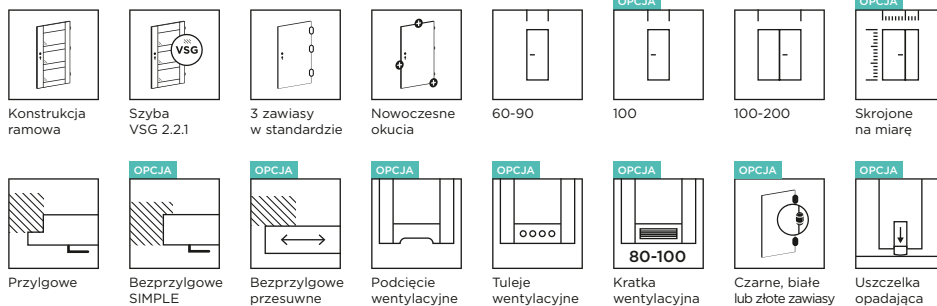 OPCJA
OPCJA
VSG
Konstrukcja
ramowa
Szyba
VSG 2.2.1
3 zawiasy
w standardzie
Nowoczesne
okucia
60-90
100
100-200
Skrojone
na miarę
OPCJA
OPCJA
OPCJA
OPCJA
OPCJA
OPCJA
OPCJA
80-100
Przylgowe
Bezprzylgowe
SIMPLE
Bezprzylgowe
przesuwne
Podcięcie
wentylacyjne
Tuleje
wentylacyjne
Kratka
wentylacyjna
Czarne, białe
lub złote zawiasy
Uszczelka
opadająca